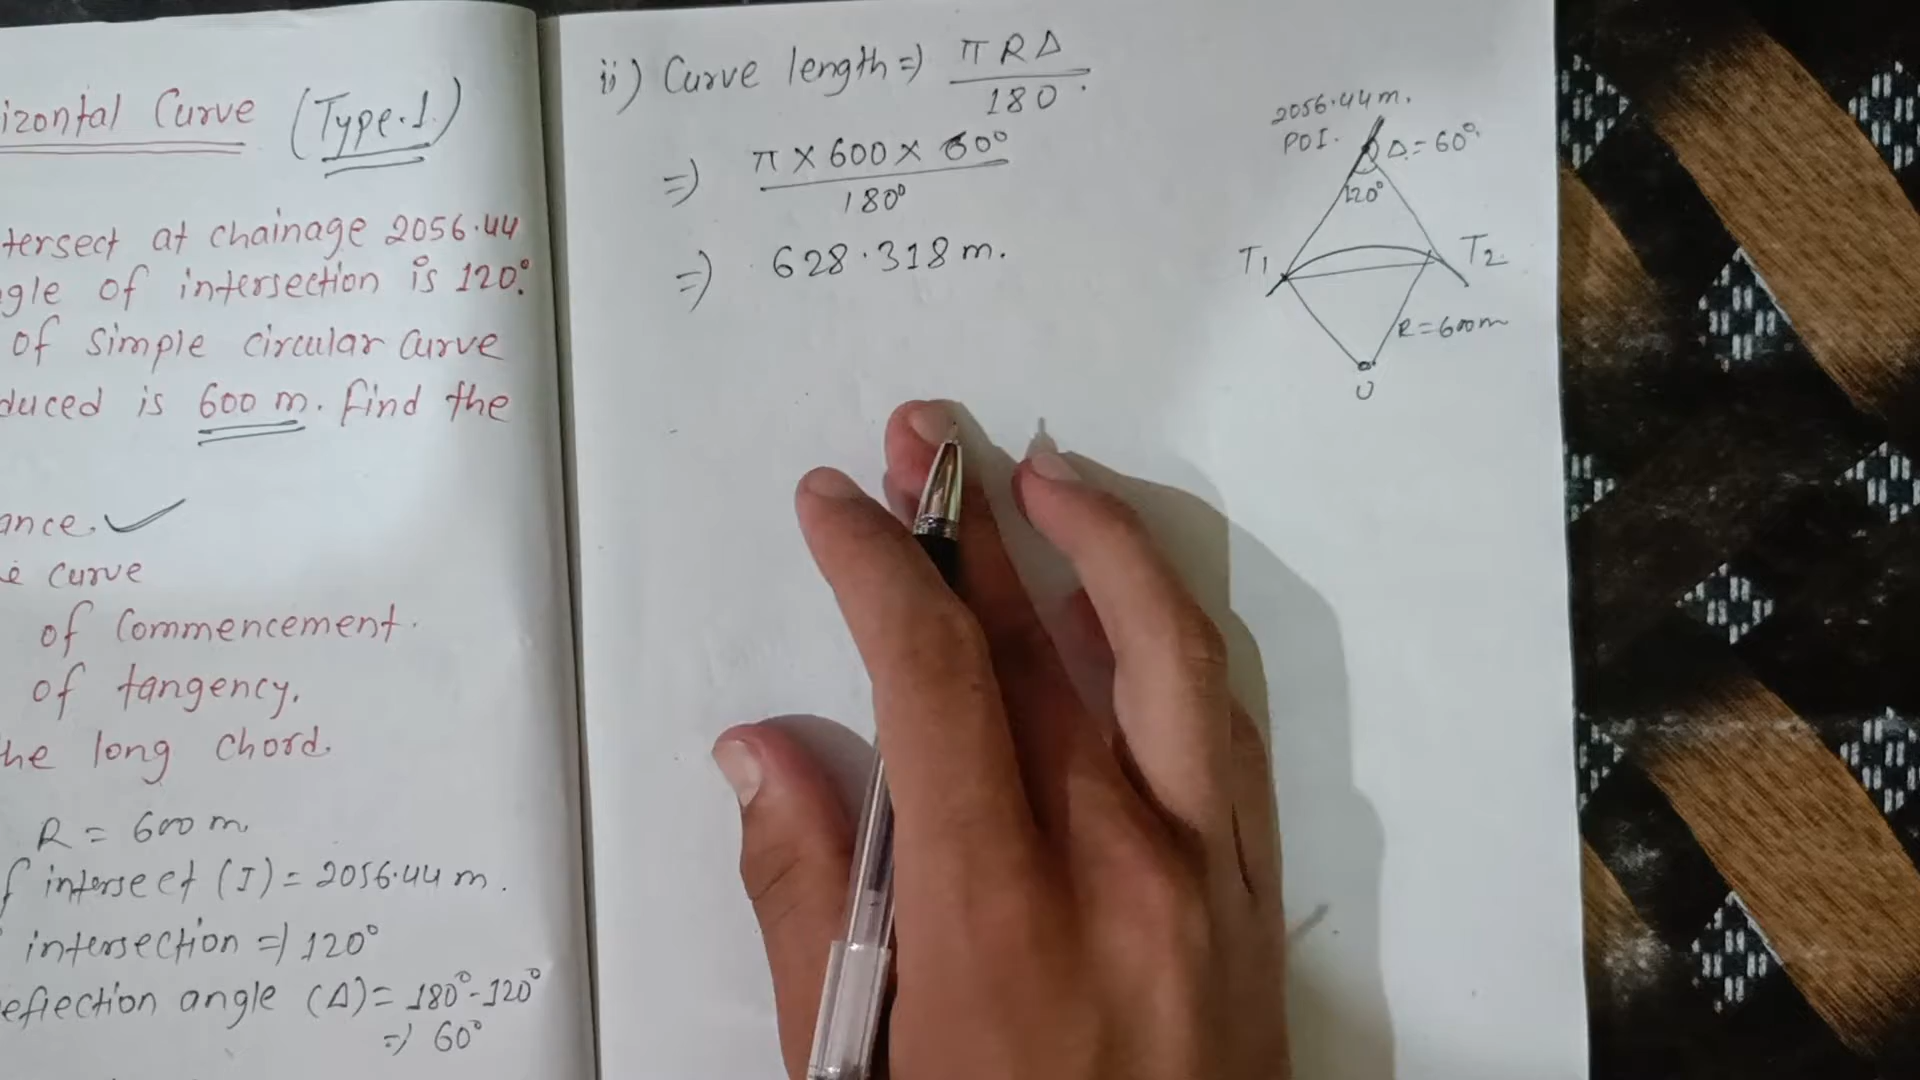 izontal Curve (Type.1)
tersect at chainage 2056.44
gle of intersection is 120°.
of simple circular curve
duced is 600 m. find the
ance. ✓
e curve
of Commencement.
of tangency.
the long chord.
R = 600 m
f intersect (I) = 2056.44 m.
intersection ⇒ 120°
eflection angle (Δ) = 180° - 120°
⇒ 60°
ii) Curve length ⇒ πRΔ
180.
⇒ π × 600 × 60°
180°
⇒ 628.318 m.
2056.44 m.
POI. Δ = 60°.
120°
T1 T2
R = 600m
O